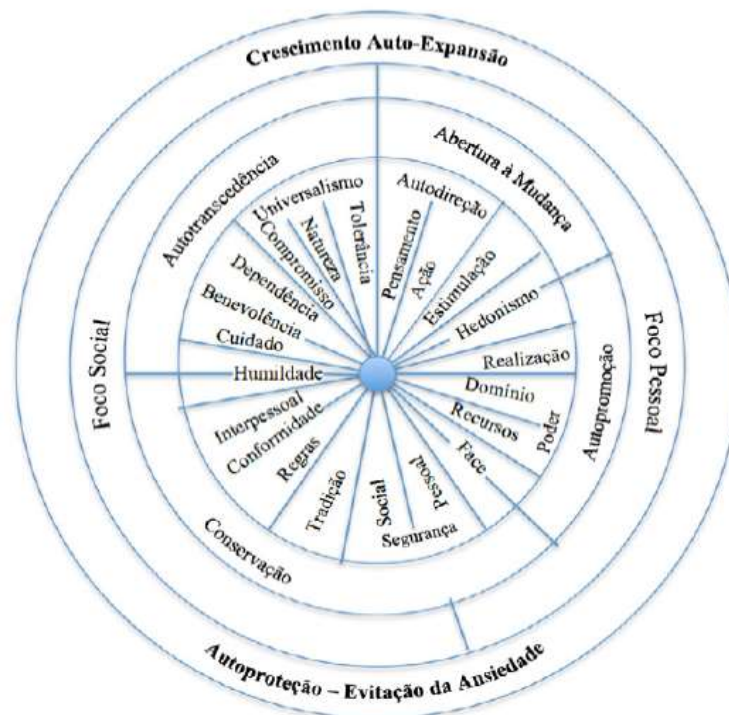 Crescimento Auto-Expansão
Abertura à Mudança
Autotranscedência
Foco Social
Foco Pessoal
Autopromoção
Conservação
Autoproteção – Evitação da Ansiedade
Universalismo
Tolerância
Natureza
Compromisso
Dependência
Benevolência
Cuidado
Humildade
Interpessoal
Conformidade
Regras
Tradição
Social
Segurança
Pessoal
Face
Recursos
Poder
Domínio
Realização
Hedonismo
Estimulação
Ação
Pensamento
Autodireção